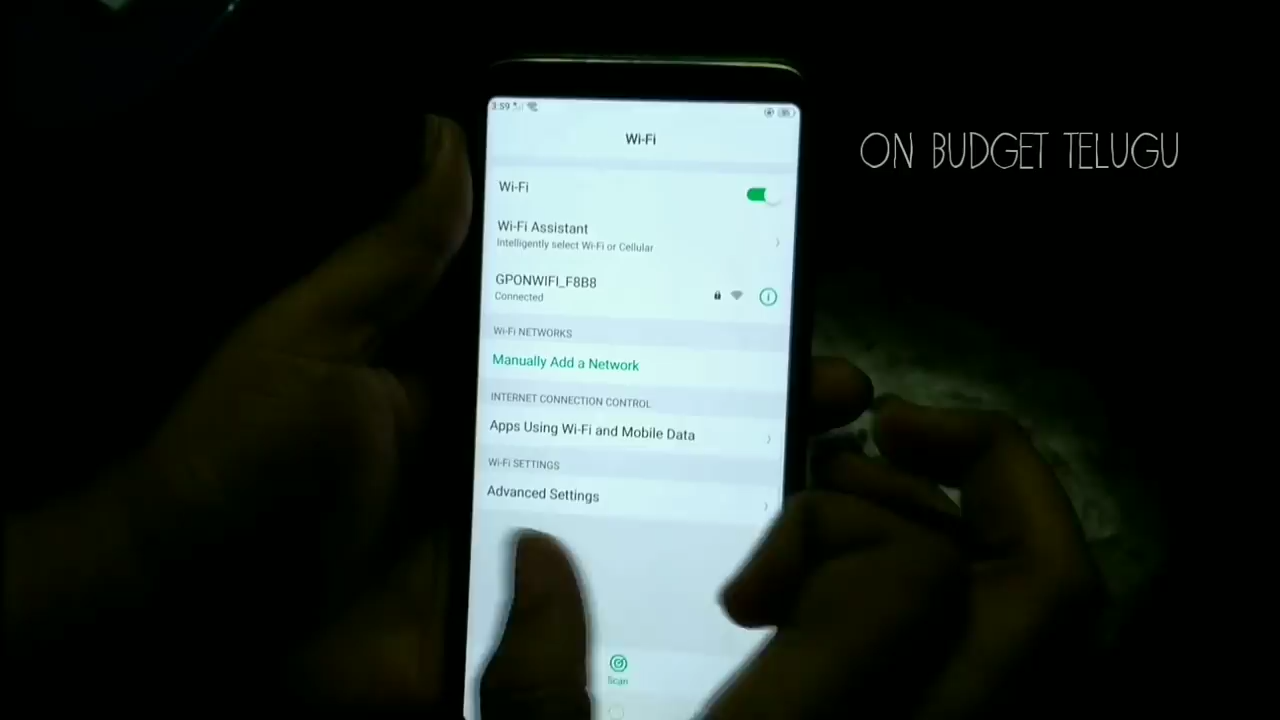 3:59
Wi-Fi
ON BUDGET TELUGU
Wi-Fi
Wi-Fi Assistant
Intelligently select Wi-Fi or Cellular
GPONWIFI_F8B8
Connected
Wi-Fi NETWORKS
Manually Add a Network
INTERNET CONNECTION CONTROL
Apps Using Wi-Fi and Mobile Data
Wi-Fi SETTINGS
Advanced Settings
Scan